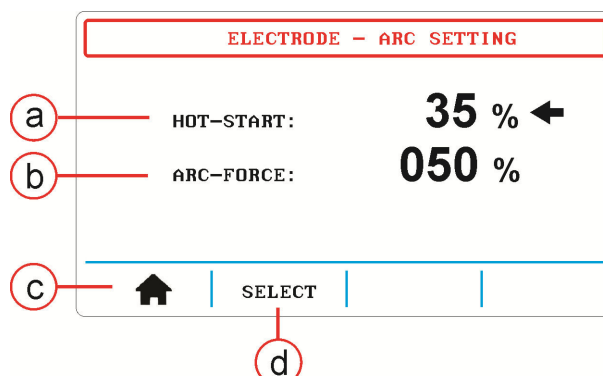 ELECTRODE – ARC SETTING
a
HOT-START: 35 %
b
ARC-FORCE: 050 %
c
SELECT
d